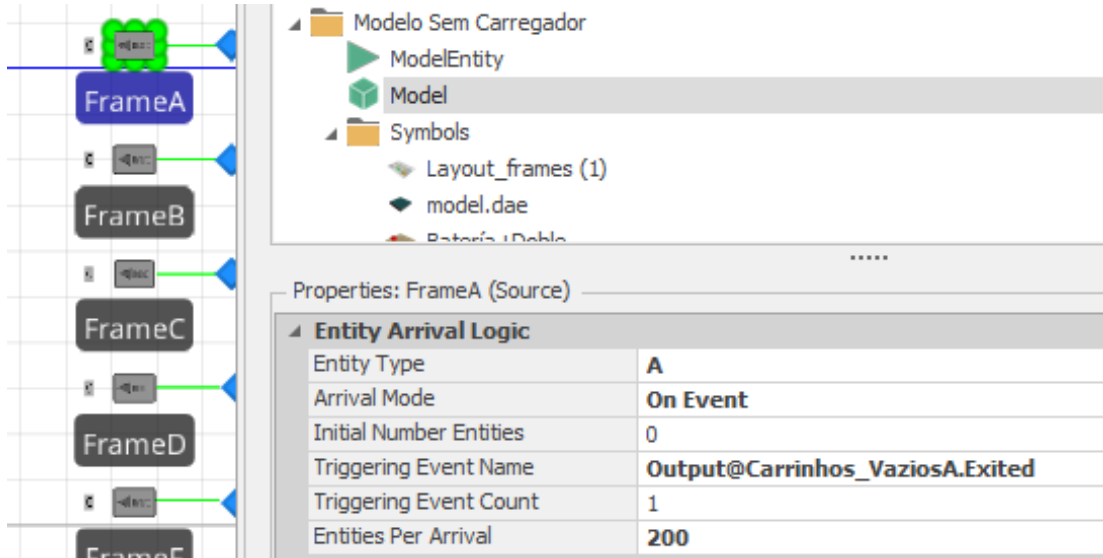 FrameA
FrameB
FrameC
FrameD
Modelo Sem Carregador
ModelEntity
Model
Symbols
Layout_frames (1)
model.dae
Properties: FrameA (Source)
Entity Arrival Logic
Entity Type A
Arrival Mode On Event
Initial Number Entities 0
Triggering Event Name Output@Carrinhos_VaziosA.Exited
Triggering Event Count 1
Entities Per Arrival 200